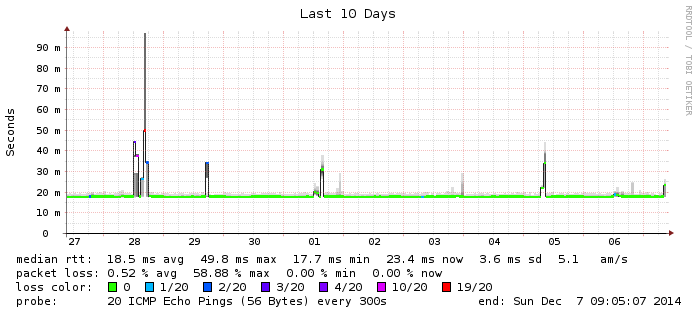 Last 10 Days
RRDTOOL / TOBI OETIKER
Seconds
90 m
80 m
70 m
60 m
50 m
40 m
30 m
20 m
10 m
0
27 28 29 30 01 02 03 04 05 06
median rtt: 18.5 ms avg 49.8 ms max 17.7 ms min 23.4 ms now 3.6 ms sd 5.1 am/s
packet loss: 0.52 % avg 58.88 % max 0.00 % min 0.00 % now
loss color: 0 1/20 2/20 3/20 4/20 10/20 19/20
probe: 20 ICMP Echo Pings (56 Bytes) every 300s end: Sun Dec 7 09:05:07 2014